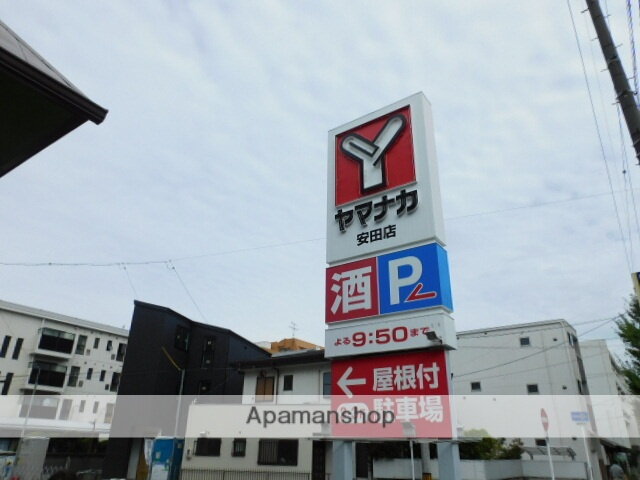 Y
ヤマナカ
安田店
酒 P
よる9:50まで
← 屋根付
駐車場
Apamanshop